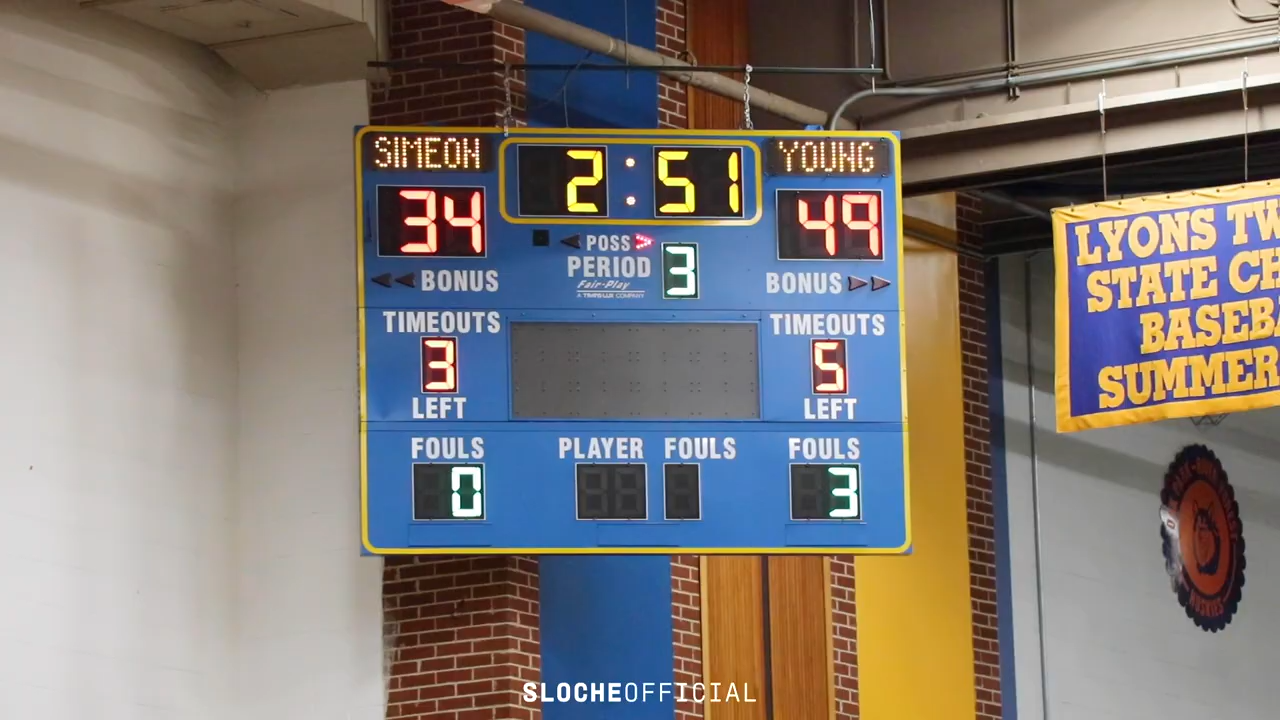 SIMEON 2:51 YOUNG
34 49
POSS
PERIOD 3
Fair-Play
BONUS BONUS
TIMEOUTS TIMEOUTS
3 5
LEFT LEFT
FOULS PLAYER FOULS FOULS
0 3
LYONS TW
STATE CH
BASEBA
SUMMER
HUSKIES
SLOCHEOFFICIAL